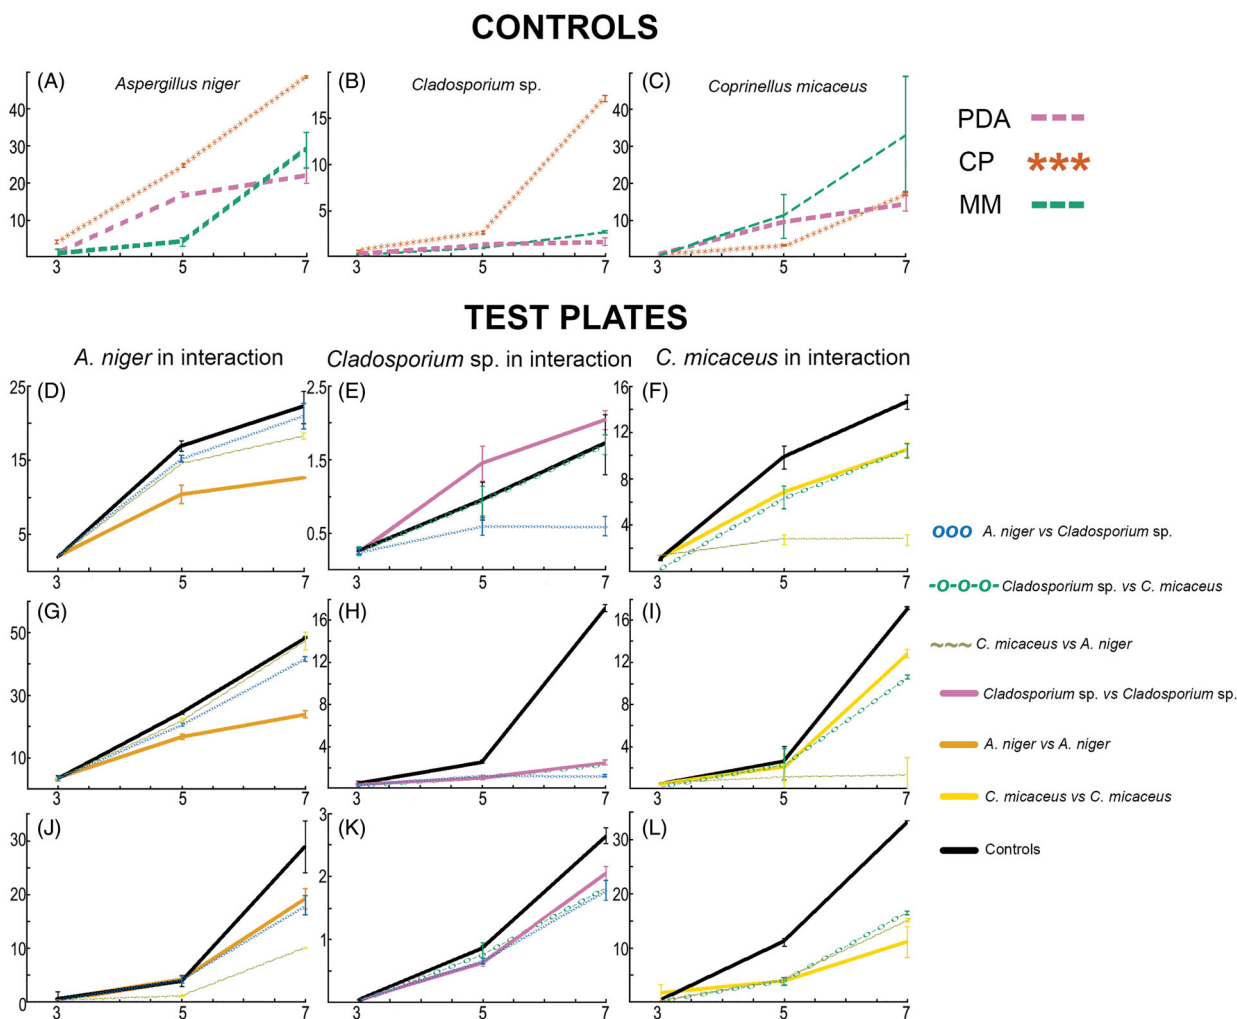 CONTROLS
(A) Aspergillus niger
(B) Cladosporium sp.
(C) Coprinellus micaceus
40
30
20
10
3 5 7
15
10
5
3 5 7
40
30
20
10
3 5 7
PDA
CP ***
MM
TEST PLATES
A. niger in interaction
Cladosporium sp. in interaction
C. micaceus in interaction
(D)
25
15
5
3 5 7
(E)
2.5
1.5
0.5
3 5 7
(F)
16
12
8
4
3 5 7
(G)
50
30
10
3 5 7
(H)
16
12
8
4
3 5 7
(I)
16
12
8
4
3 5 7
(J)
30
20
10
0
3 5 7
(K)
3
2
1
3 5 7
(L)
30
20
10
3 5 7
ooo A. niger vs Cladosporium sp.
-o-o-o- Cladosporium sp. vs C. micaceus
~~~ C. micaceus vs A. niger
Cladosporium sp. vs Cladosporium sp.
A. niger vs A. niger
C. micaceus vs C. micaceus
Controls